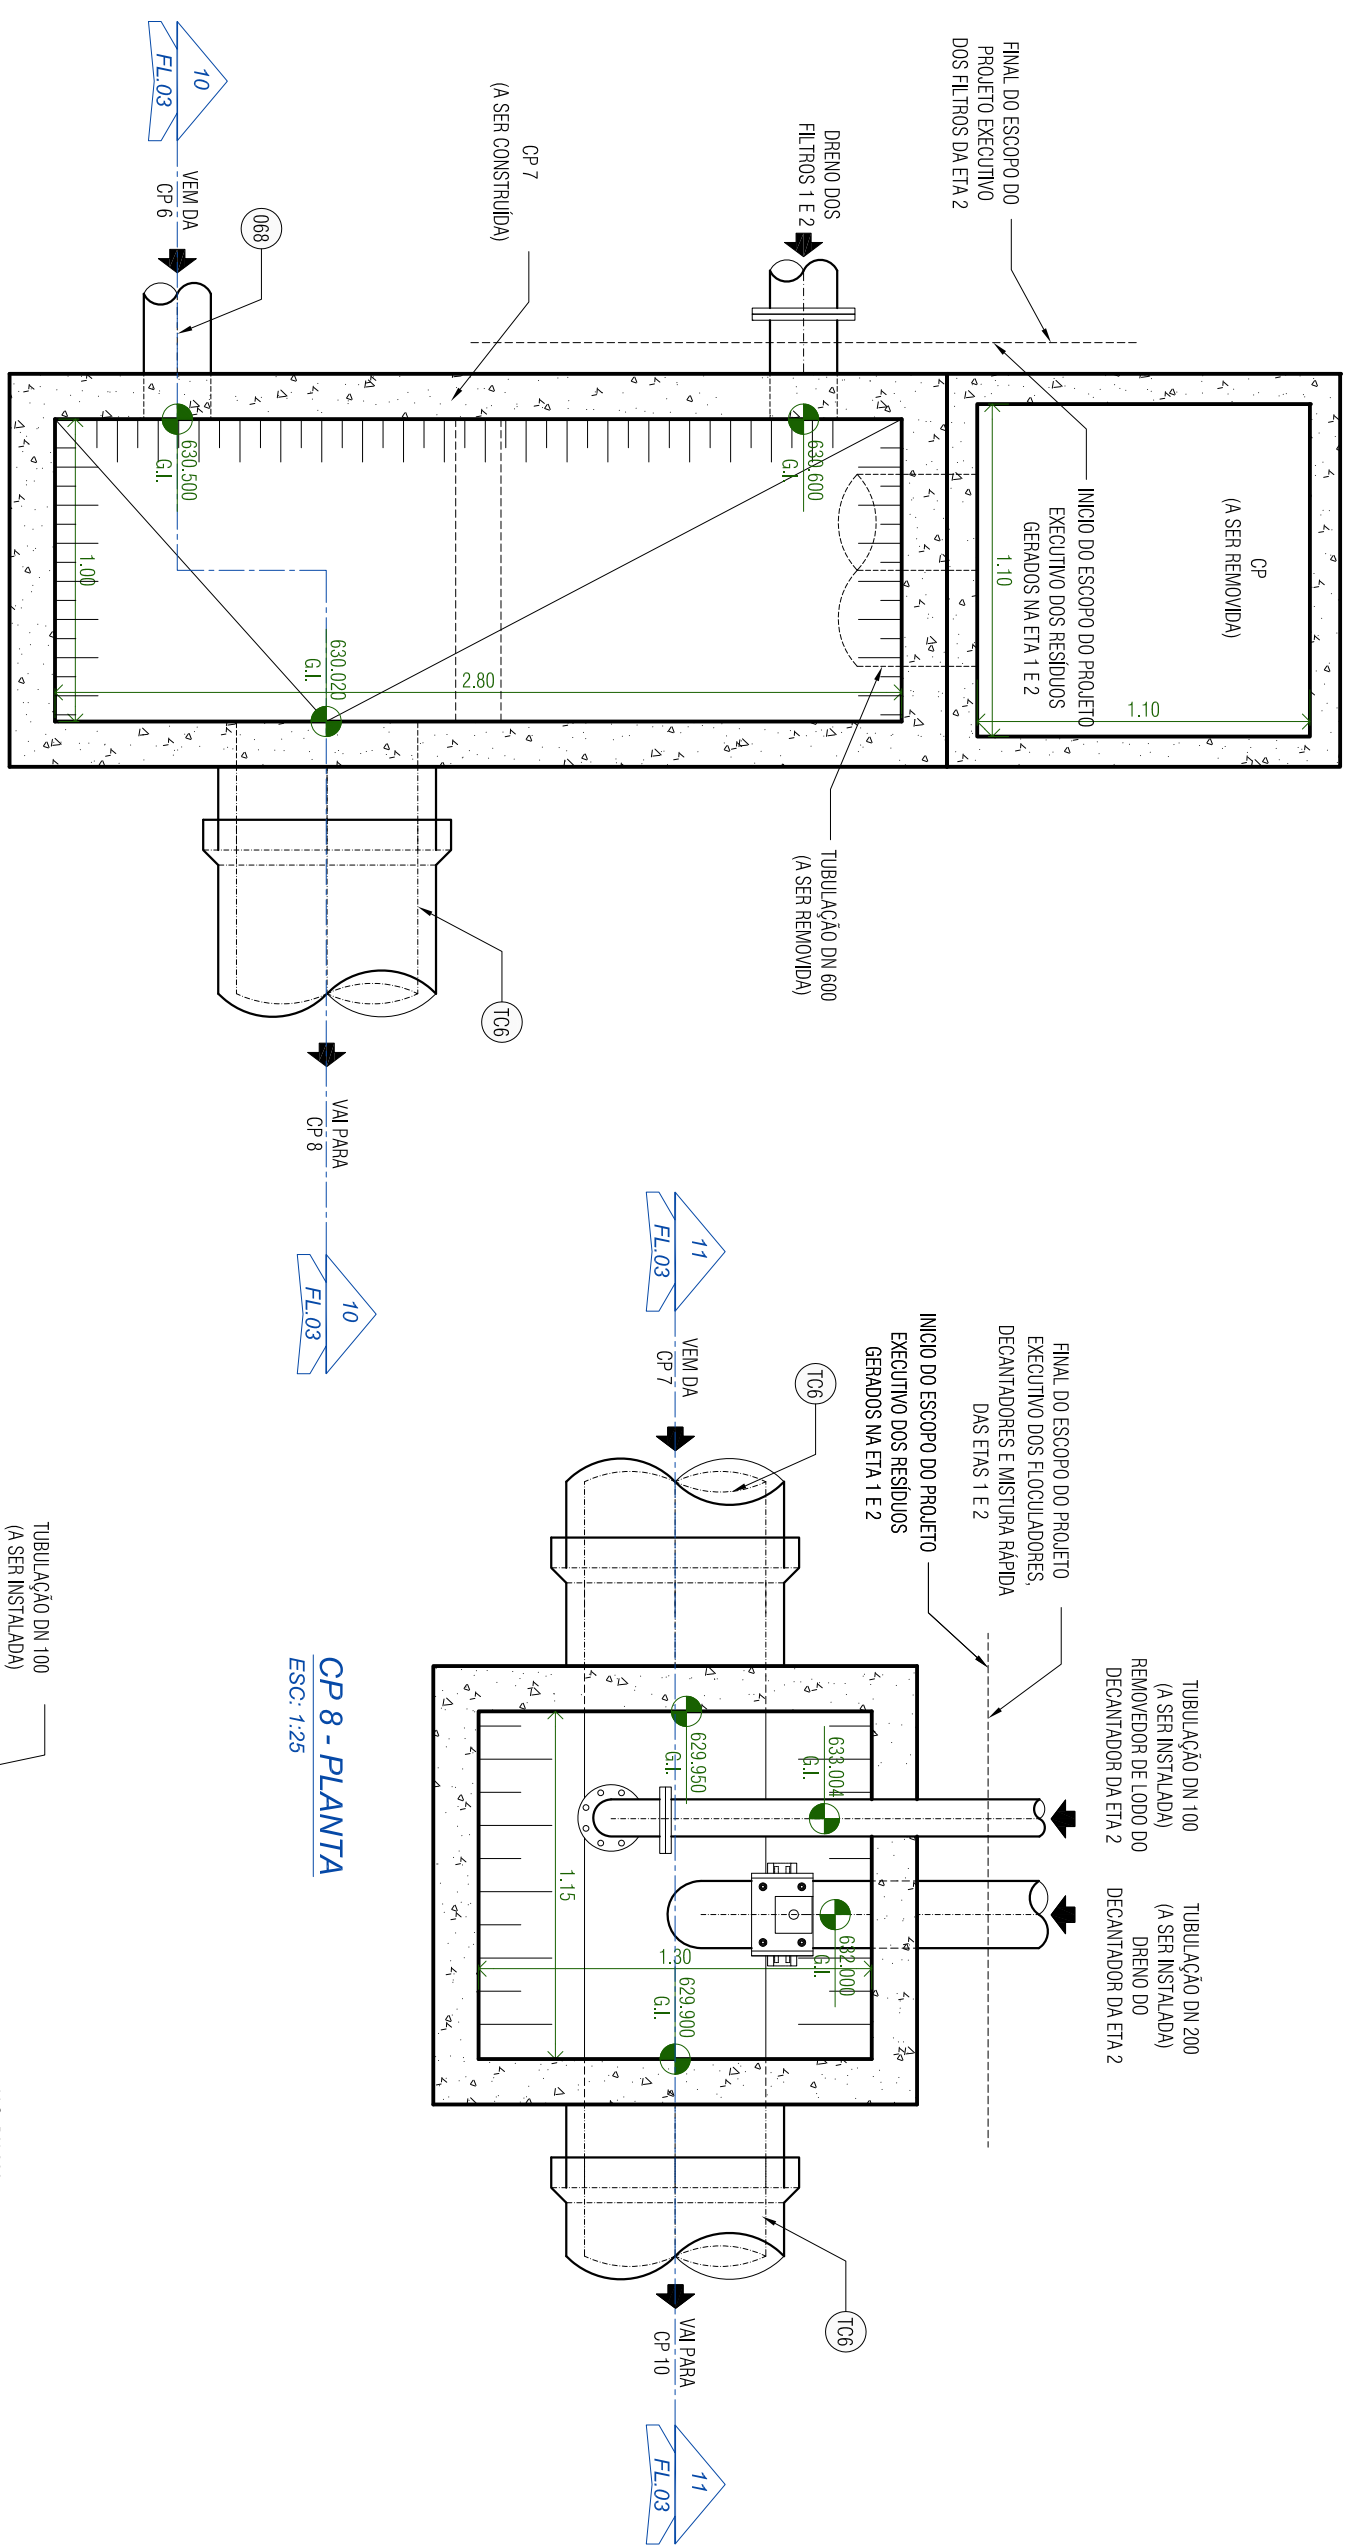 FINAL DO ESCOPO DO
PROJETO EXECUTIVO
DOS FILTROS DA ETA 2
DRENO DOS
FILTROS 1 E 2
CP 7
(A SER CONSTRUÍDA)
068
VEM DA
CP 6
10
FL.03
CP
(A SER REMOVIDA)
INICIO DO ESCOPO DO PROJETO
EXECUTIVO DOS RESÍDUOS
GERADOS NA ETA 1 E 2
1.10
1.10
630.600
G.I.
630.500
G.I.
1.00
2.80
630.020
G.I.
TUBULAÇÃO DN 600
(A SER REMOVIDA)
TC6
VAI PARA
CP 8
10
FL.03
11
FL.03
VEM DA
CP 7
TC6
FINAL DO ESCOPO DO PROJETO
EXECUTIVO DOS FLOCULADORES,
DECANTADORES E MISTURA RÁPIDA
DAS ETAS 1 E 2
INICIO DO ESCOPO DO PROJETO
EXECUTIVO DOS RESÍDUOS
GERADOS NA ETA 1 E 2
TUBULAÇÃO DN 100
(A SER INSTALADA)
REMOVEDOR DE LODO DO
DECANTADOR DA ETA 2
TUBULAÇÃO DN 200
(A SER INSTALADA)
DRENO DO
DECANTADOR DA ETA 2
633.004
G.I.
629.950
G.I.
632.000
G.I.
1.15
1.30
629.900
G.I.
TC6
VAI PARA
CP 10
11
FL.03
CP 8 - PLANTA
ESC: 1:25
TUBULAÇÃO DN 100
(A SER INSTALADA)